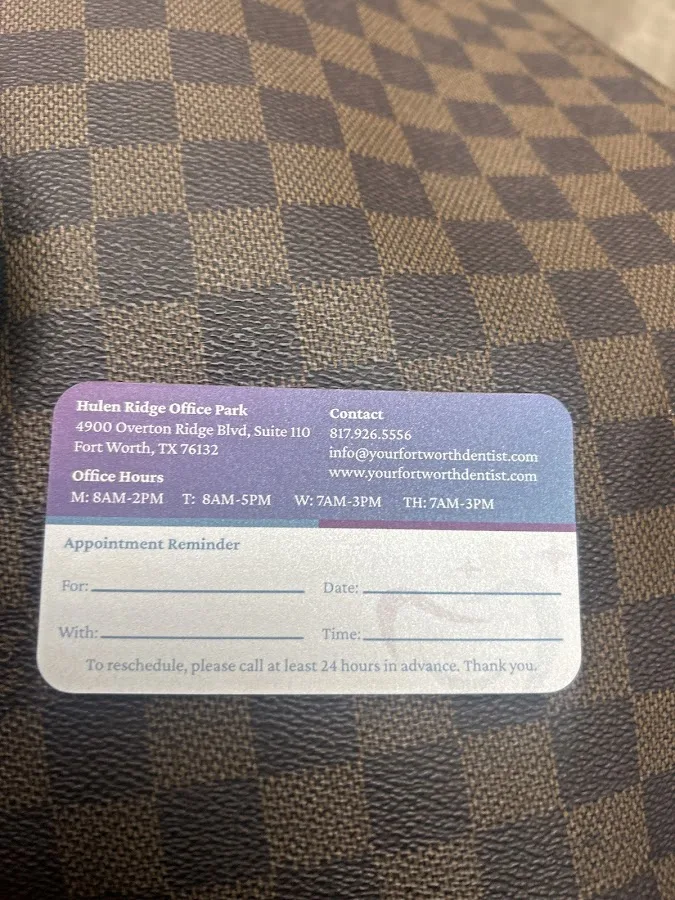 Hulen Ridge Office Park
4900 Overton Ridge Blvd, Suite 110
Fort Worth, TX 76132
Contact
817.926.5556
info@yourfortworthdentist.com
www.yourfortworthdentist.com
Office Hours
M: 8AM-2PM T: 8AM-5PM W: 7AM-3PM TH: 7AM-3PM
Appointment Reminder
For: Date:
With: Time:
To reschedule, please call at least 24 hours in advance. Thank you.